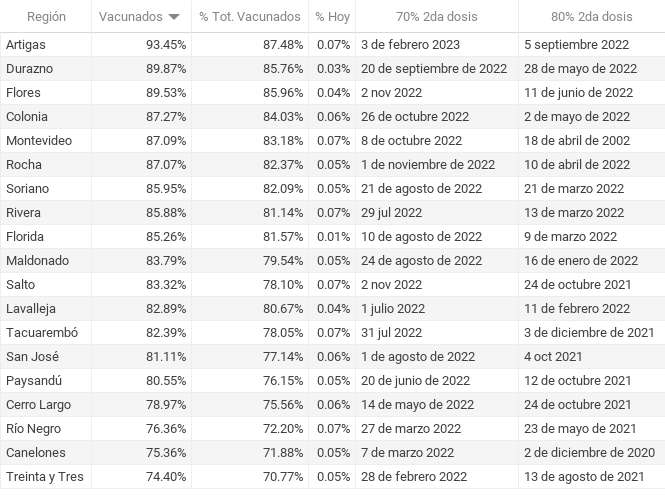 Región Vacunados % Tot. Vacunados % Hoy 70% 2da dosis 80% 2da dosis
Artigas 93.45% 87.48% 0.07% 3 de febrero 2023 5 septiembre 2022
Durazno 89.87% 85.76% 0.03% 20 de septiembre de 2022 28 de mayo de 2022
Flores 89.53% 85.96% 0.04% 2 nov 2022 11 de junio de 2022
Colonia 87.27% 84.03% 0.06% 26 de octubre 2022 2 de mayo de 2022
Montevideo 87.09% 83.18% 0.07% 8 de octubre 2022 18 de abril de 2002
Rocha 87.07% 82.37% 0.05% 1 de noviembre de 2022 10 de abril de 2022
Soriano 85.95% 82.09% 0.05% 21 de agosto de 2022 21 de marzo 2022
Rivera 85.88% 81.14% 0.07% 29 jul 2022 13 de marzo 2022
Florida 85.26% 81.57% 0.01% 10 de agosto de 2022 9 de marzo 2022
Maldonado 83.79% 79.54% 0.05% 24 de agosto de 2022 16 de enero de 2022
Salto 83.32% 78.10% 0.07% 2 nov 2022 24 de octubre 2021
Lavalleja 82.89% 80.67% 0.04% 1 julio 2022 11 de febrero 2022
Tacuarembó 82.39% 78.05% 0.07% 31 jul 2022 3 de diciembre de 2021
San José 81.11% 77.14% 0.06% 1 de agosto de 2022 4 oct 2021
Paysandú 80.55% 76.15% 0.05% 20 de junio de 2022 12 de octubre 2021
Cerro Largo 78.97% 75.56% 0.06% 14 de mayo de 2022 24 de octubre 2021
Río Negro 76.36% 72.20% 0.07% 27 de marzo 2022 23 de mayo de 2021
Canelones 75.36% 71.88% 0.05% 7 de marzo 2022 2 de diciembre de 2020
Treinta y Tres 74.40% 70.77% 0.05% 28 de febrero 2022 13 de agosto de 2021